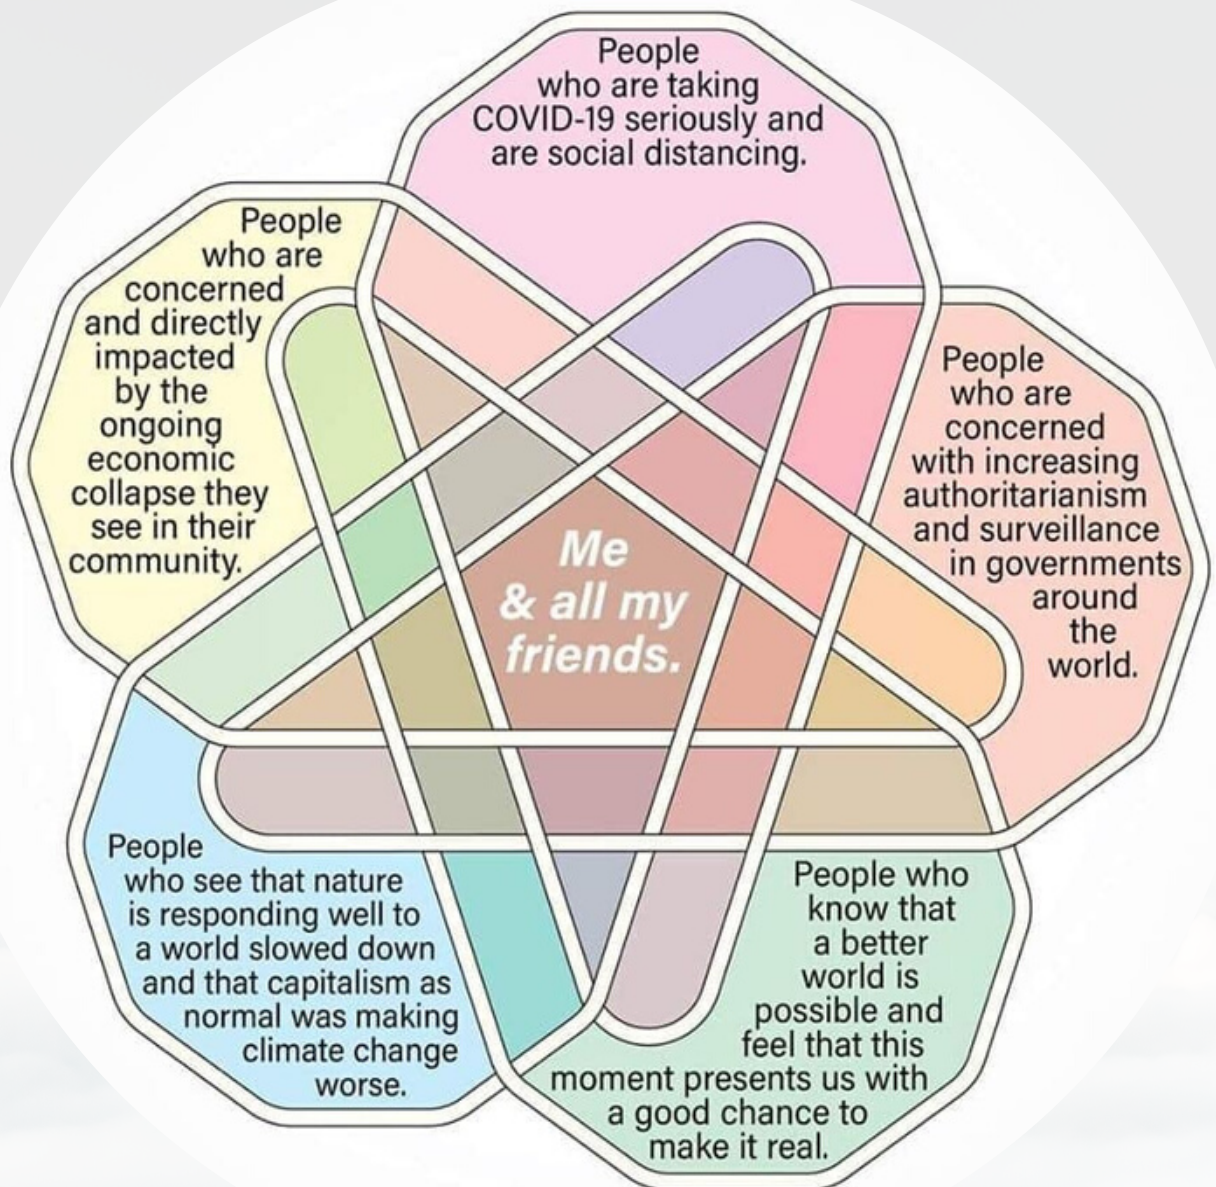 People
who are taking
COVID-19 seriously and
are social distancing.
People
who are
concerned
and directly
impacted
by the
ongoing
economic
collapse they
see in their
community.
People
who are
concerned
with increasing
authoritarianism
and surveillance
in governments
around
the
world.
Me
& all my
friends.
People
who see that nature
is responding well to
a world slowed down
and that capitalism as
normal was making
climate change
worse.
People who
know that
a better
world is
possible and
feel that this
moment presents us with
a good chance to
make it real.